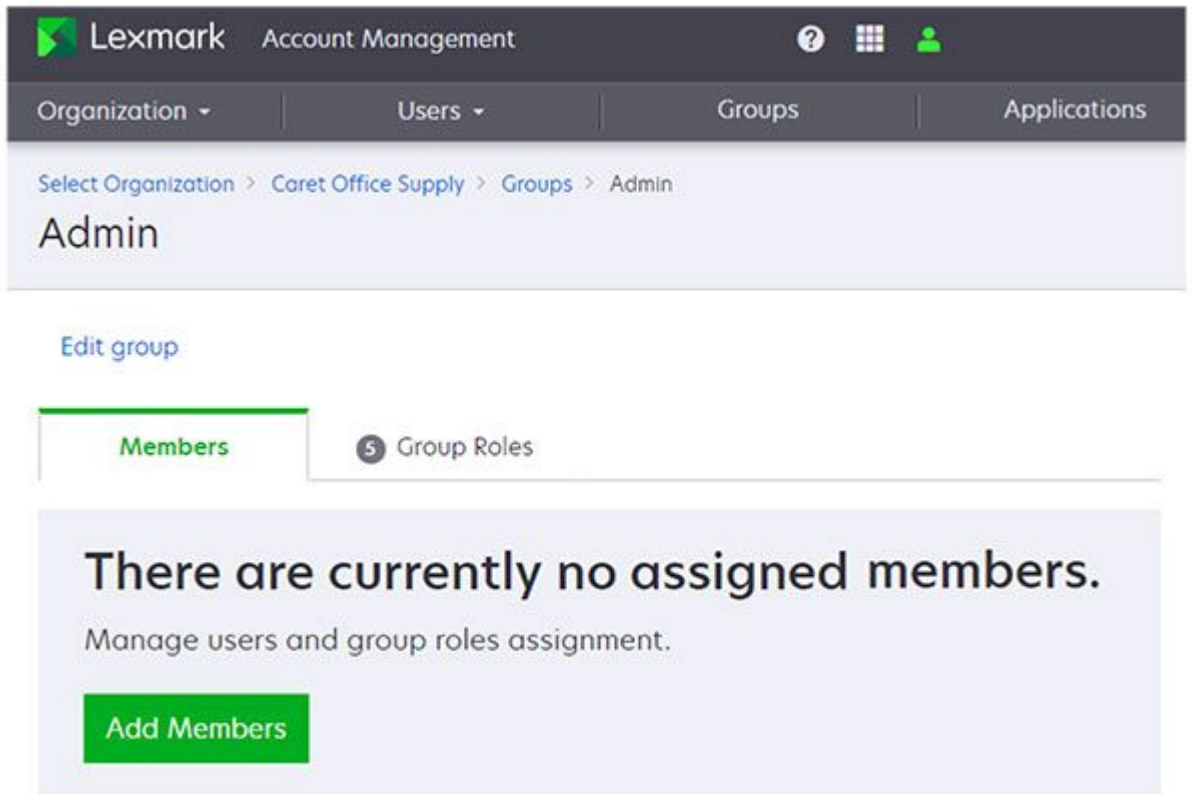 Lexmark Account Management ?
Organization Users Groups Applications
Select Organization > Caret Office Supply > Groups > Admin
Admin
Edit group
Members 5 Group Roles
There are currently no assigned members.
Manage users and group roles assignment.
Add Members